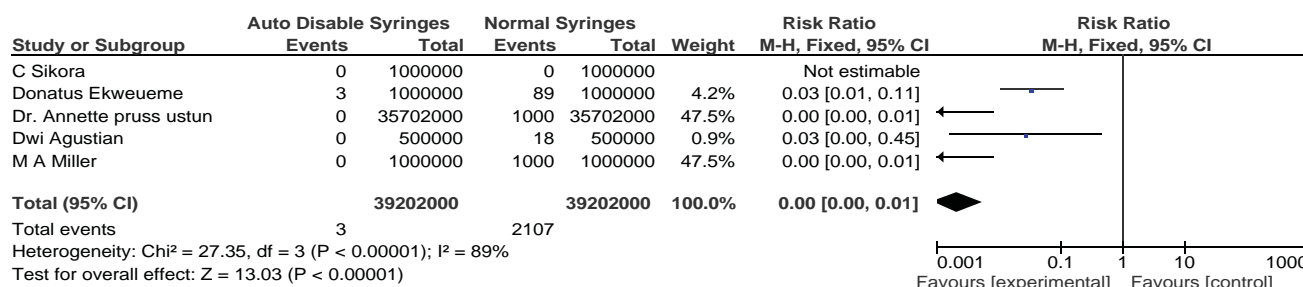 Auto Disable Syringes Normal Syringes Risk Ratio Risk Ratio
Study or Subgroup Events Total Events Total Weight M-H, Fixed, 95% CI M-H, Fixed, 95% CI
C Sikora 0 1000000 0 1000000 Not estimable
Donatus Ekweueme 3 1000000 89 1000000 4.2% 0.03 [0.01, 0.11]
Dr. Annette pruss ustun 0 35702000 1000 35702000 47.5% 0.00 [0.00, 0.01]
Dwi Agustian 0 500000 18 500000 0.9% 0.03 [0.00, 0.45]
M A Miller 0 1000000 1000 1000000 47.5% 0.00 [0.00, 0.01]
Total (95% CI) 39202000 39202000 100.0% 0.00 [0.00, 0.01]
Total events 3 2107
Heterogeneity: Chi² = 27.35, df = 3 (P < 0.00001); I² = 89%
Test for overall effect: Z = 13.03 (P < 0.00001)
0.001 0.1 1 10 1000
Favours [experimental] Favours [control]